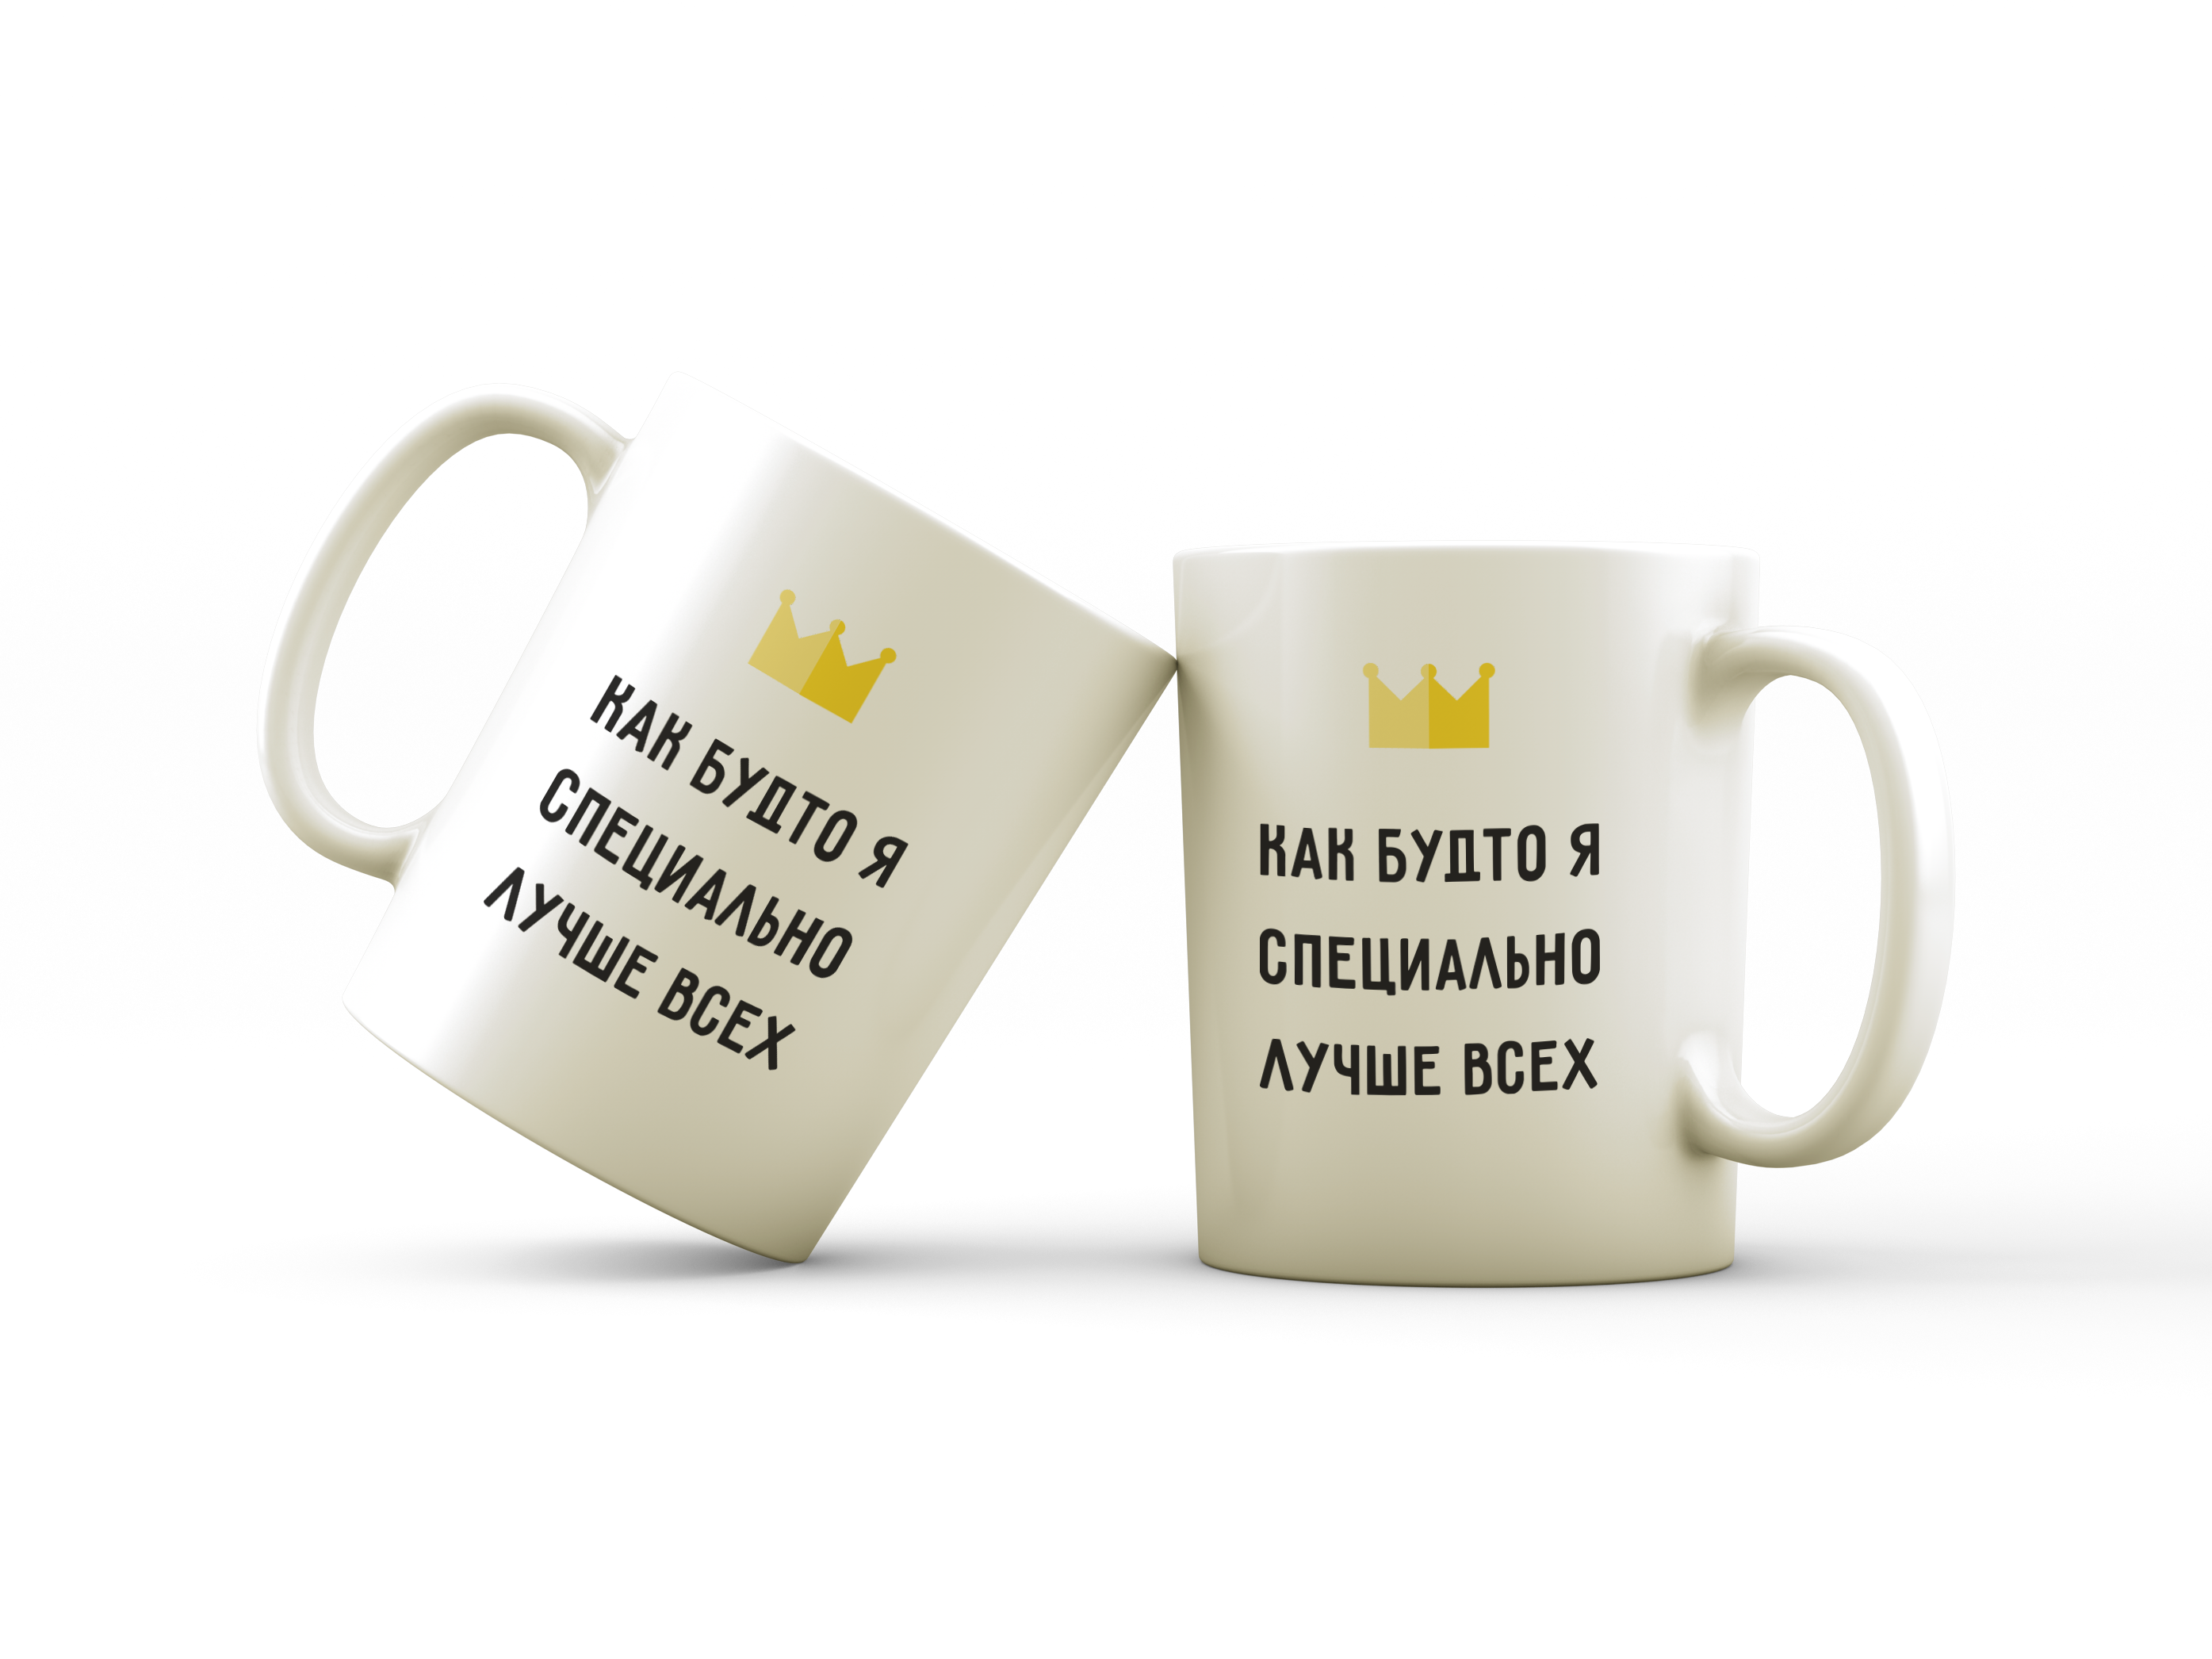 КАК БУДТО Я
СПЕЦИАЛЬНО
ЛУЧШЕ ВСЕХ
КАК БУДТО Я
СПЕЦИАЛЬНО
ЛУЧШЕ ВСЕХ